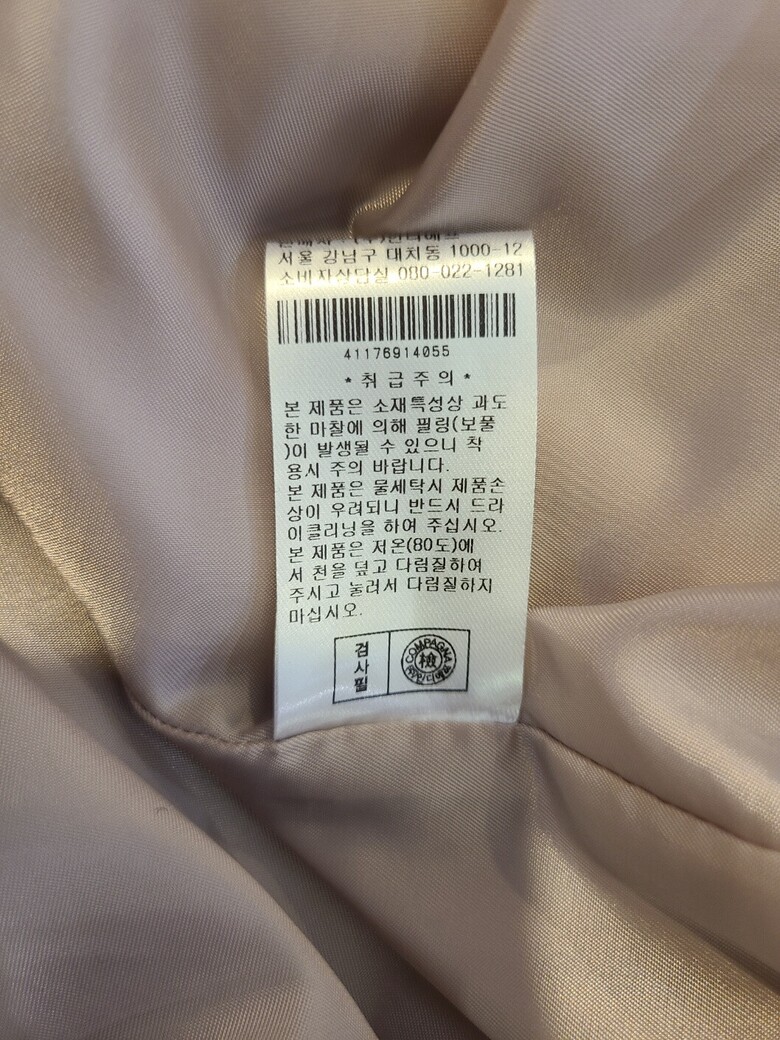 서울 강남구 대치동 1000-12
소비자상담실 080-022-1281
41176914055
* 취 급 주 의 *
본 제품은 소재특성상 과도
한 마찰에 의해 필링(보풀
)이 발생될 수 있으니 착
용시 주의 바랍니다.
본 제품은 물세탁시 제품손
상이 우려되니 반드시 드라
이클리닝을 하여 주십시오.
본 제품은 저온(80도)에
서 천을 덮고 다림질하여
주시고 눌러서 다림질하지
마십시오.
검사필
COMPAGNA
檢
(주)인디에프